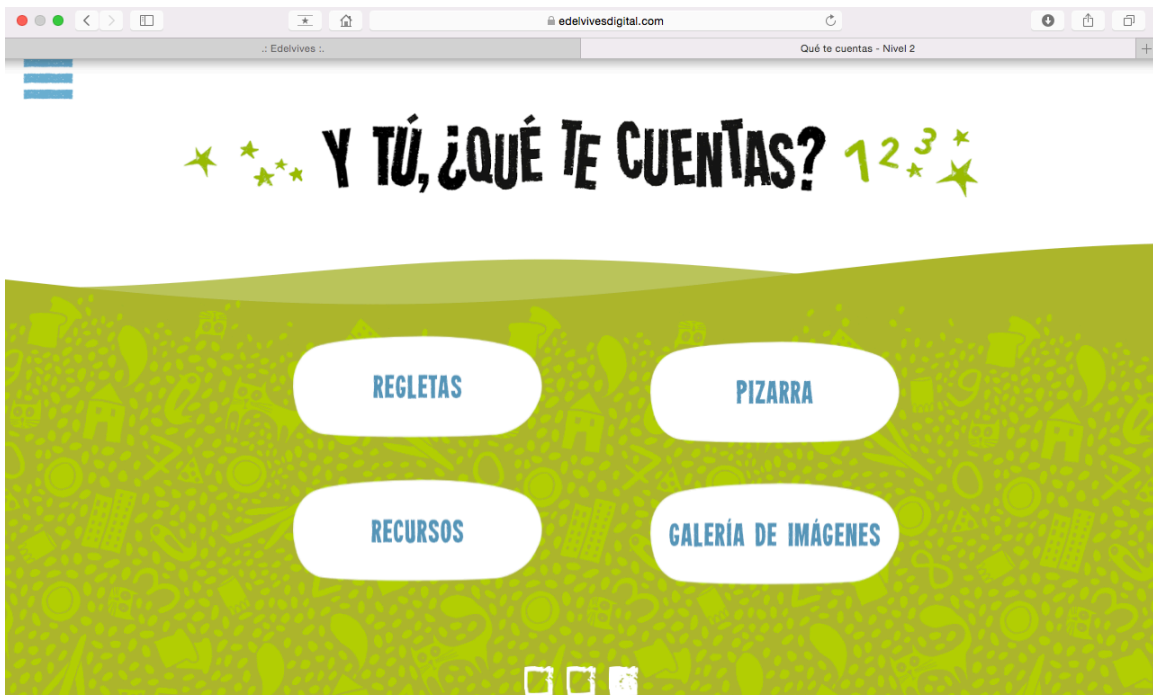 edelvivesdigital.com
.: Edelvives :.
Qué te cuentas - Nivel 2
Y TÚ, ¿QUÉ TE CUENTAS? 1 2 3
REGLETAS
PIZARRA
RECURSOS
GALERÍA DE IMÁGENES